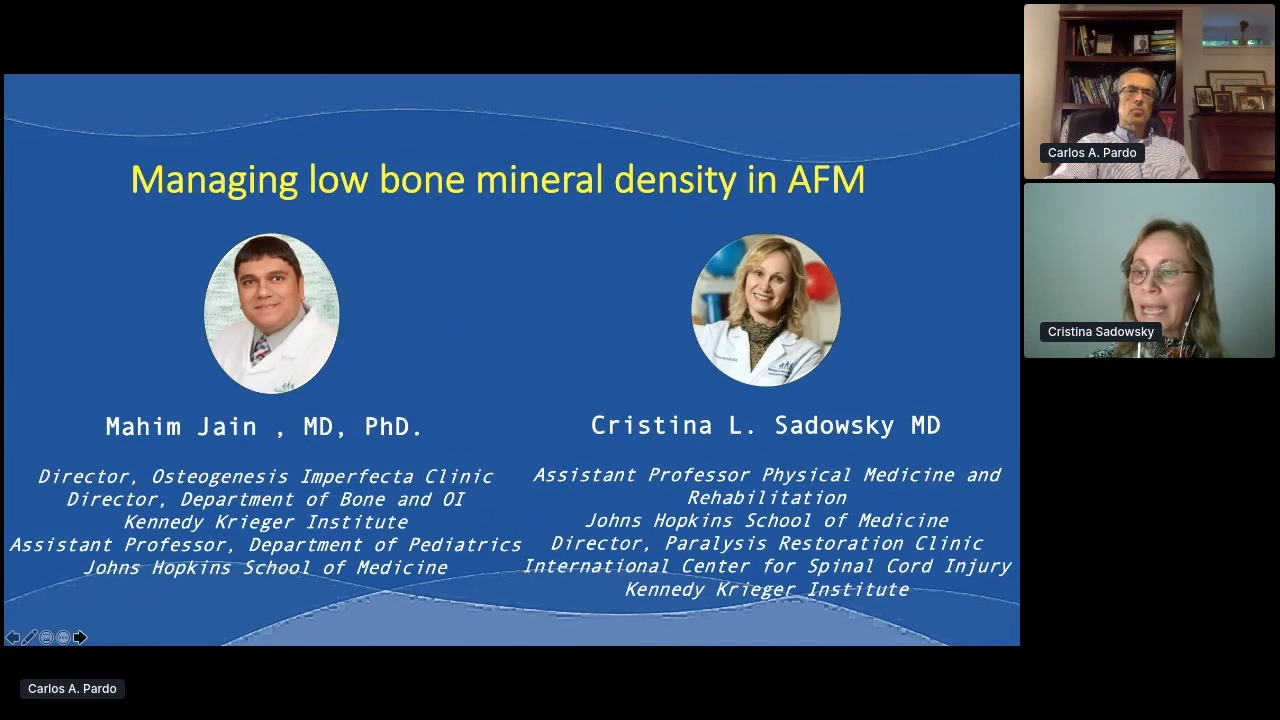 Managing low bone mineral density in AFM
Mahim Jain , MD, PhD.
Director, Osteogenesis Imperfecta Clinic
Director, Department of Bone and OI
Kennedy Krieger Institute
Assistant Professor, Department of Pediatrics
Johns Hopkins School of Medicine
Cristina L. Sadowsky MD
Assistant Professor Physical Medicine and
Rehabilitation
Johns Hopkins School of Medicine
Director, Paralysis Restoration Clinic
International Center for Spinal Cord Injury
Kennedy Krieger Institute
Carlos A. Pardo
Cristina Sadowsky
Carlos A. Pardo